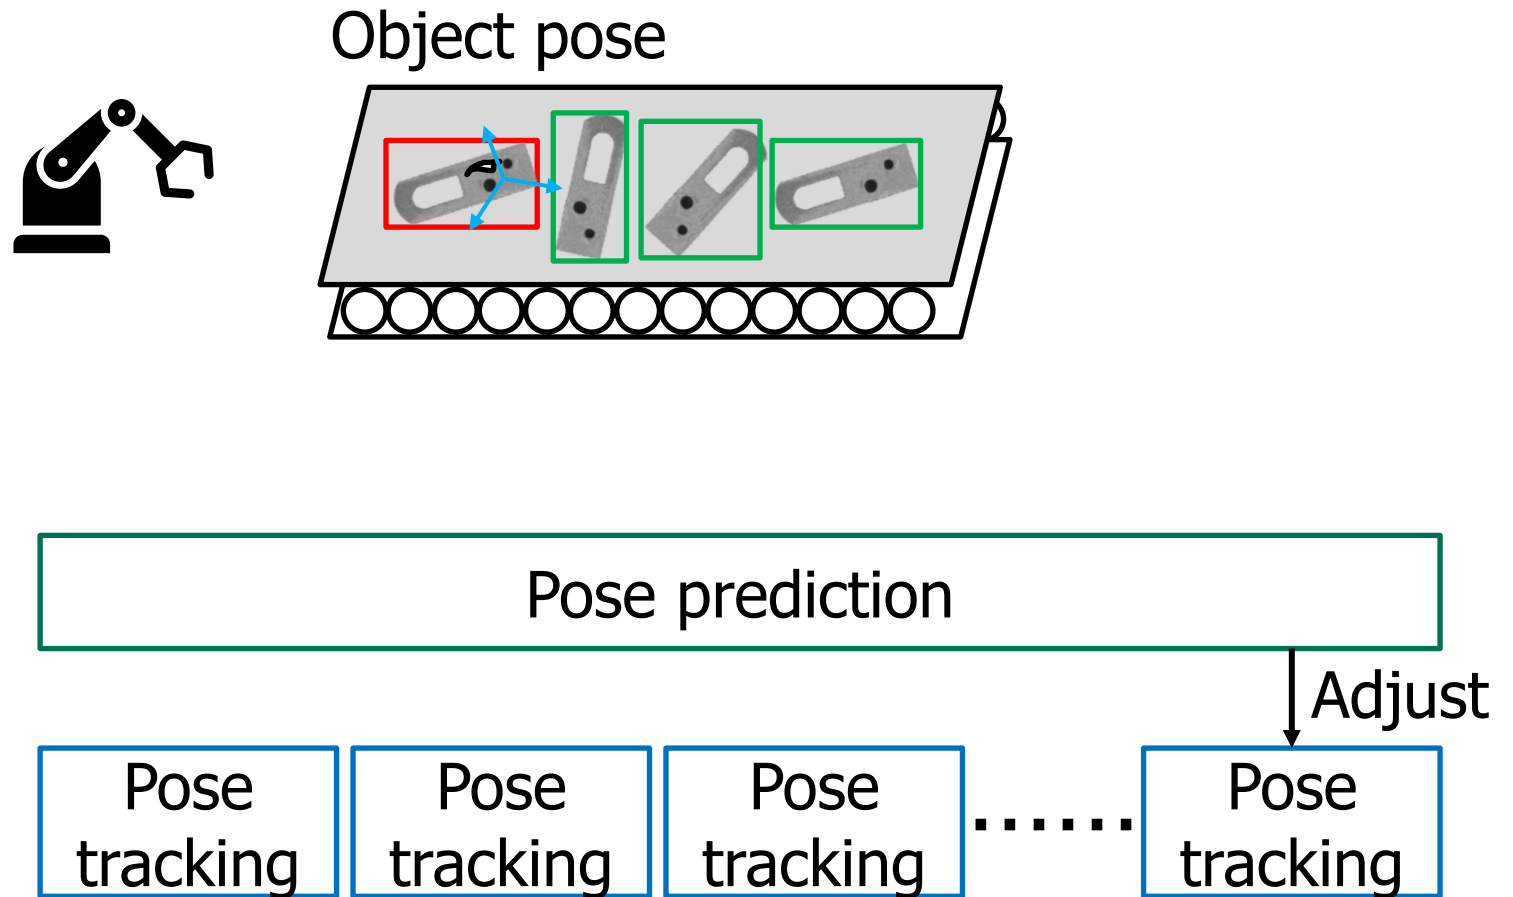 Object pose
Pose prediction
Adjust
Pose
tracking
Pose
tracking
Pose
tracking
......
Pose
tracking